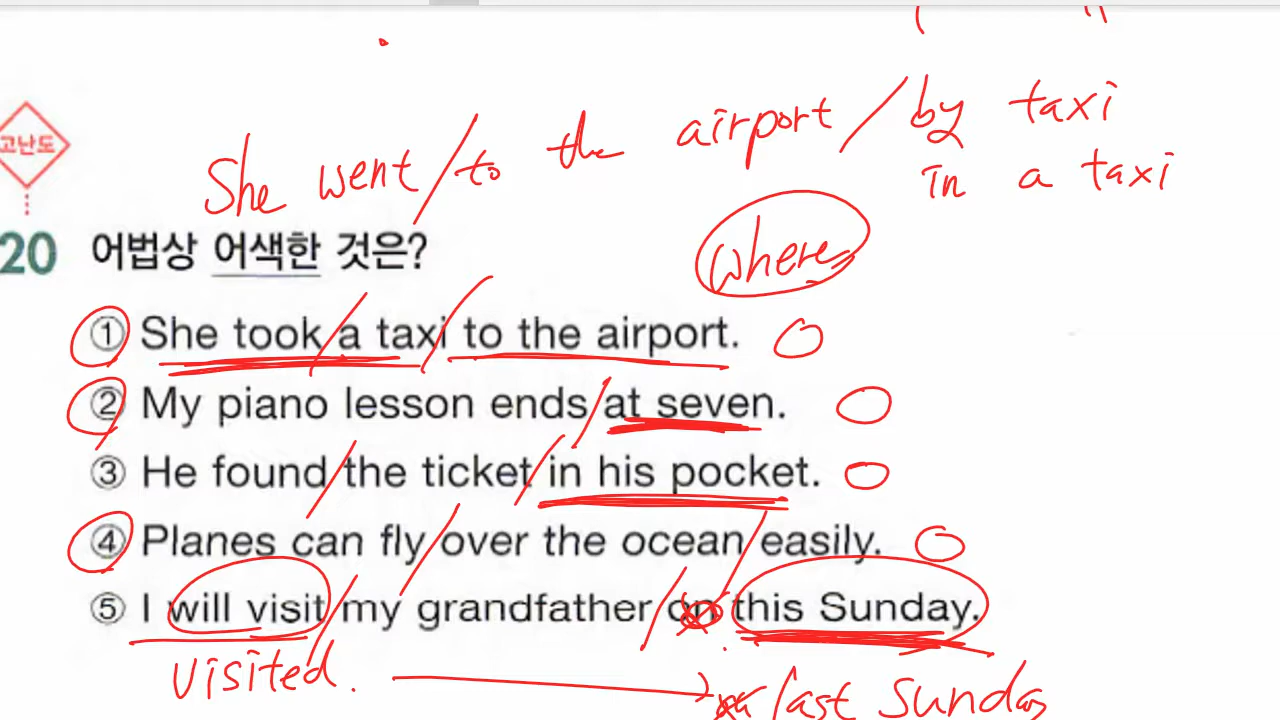 by taxi
She went / to the airport /
in a taxi
고난도
where
20 어법상 어색한 것은?
① She took a taxi to the airport.
② My piano lesson ends at seven.
③ He found the ticket in his pocket.
④ Planes can fly over the ocean easily.
⑤ I will visit my grandfather on this Sunday.
visited.
last Sunday